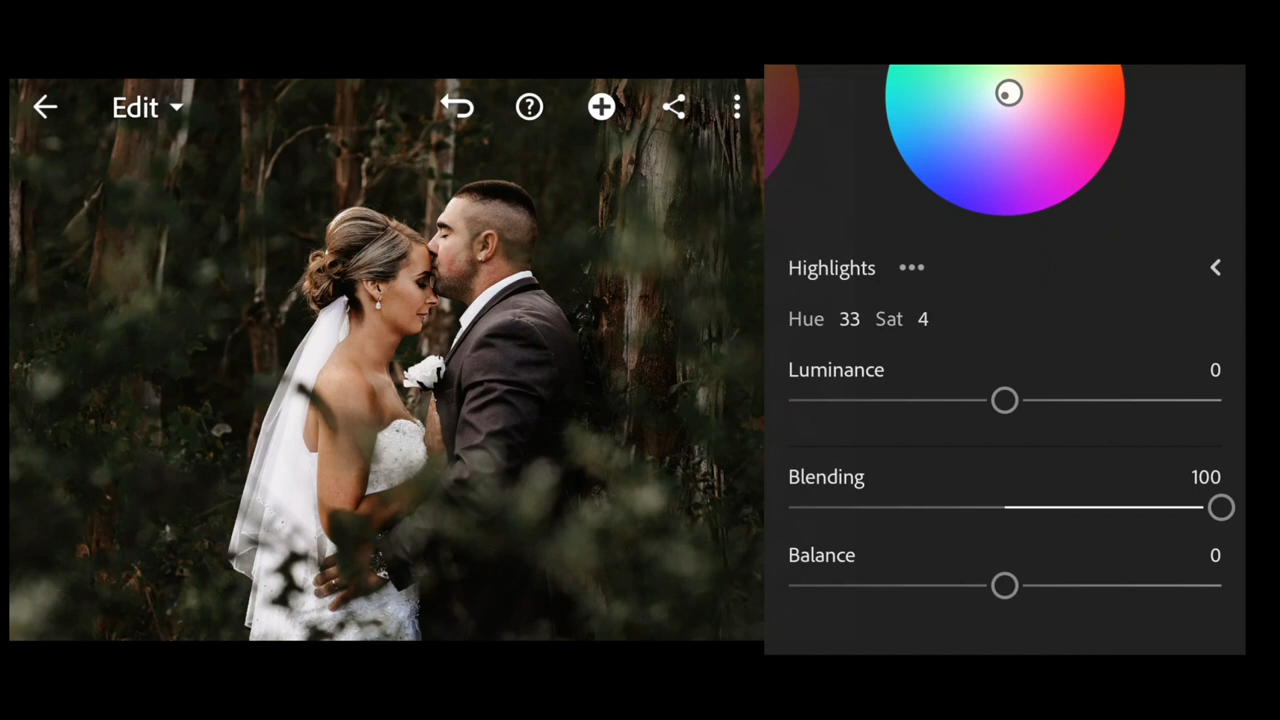 Edit
Highlights
Hue 33 Sat 4
Luminance 0
Blending 100
Balance 0